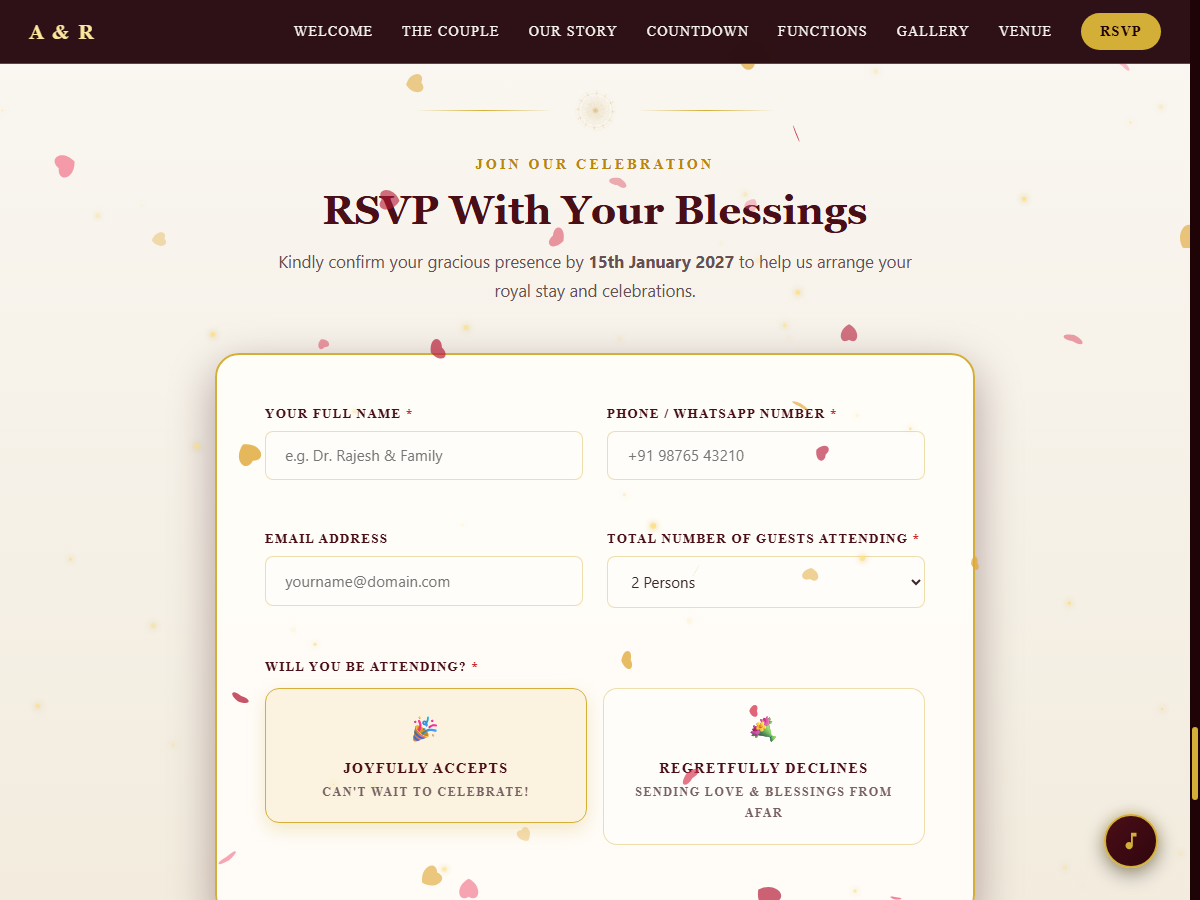 A & R
WELCOME
THE COUPLE
OUR STORY
COUNTDOWN
FUNCTIONS
GALLERY
VENUE
RSVP
JOIN OUR CELEBRATION
RSVP With Your Blessings
Kindly confirm your gracious presence by 15th January 2027 to help us arrange your
royal stay and celebrations.
YOUR FULL NAME *
e.g. Dr. Rajesh & Family
PHONE / WHATSAPP NUMBER *
+91 98765 43210
EMAIL ADDRESS
yourname@domain.com
TOTAL NUMBER OF GUESTS ATTENDING *
2 Persons
WILL YOU BE ATTENDING? *
JOYFULLY ACCEPTS
CAN'T WAIT TO CELEBRATE!
REGRETFULLY DECLINES
SENDING LOVE & BLESSINGS FROM
AFAR